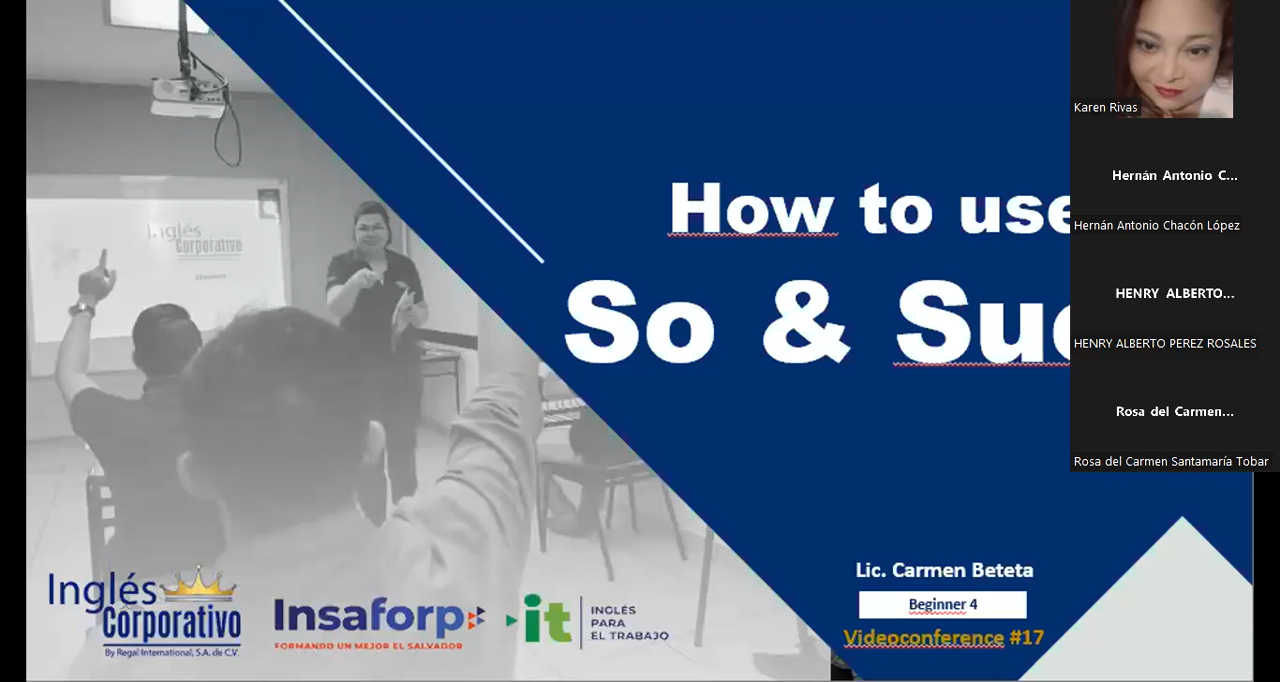 How to use
So & Suc
Lic. Carmen Beteta
Beginner 4
Videoconference #17
Inglés
Corporativo
By Regal International, S.A. de C.V.
Insaforp
FORMANDO UN MEJOR EL SALVADOR
it
INGLÉS
PARA
EL TRABAJO
Inglés
Corporativo
Karen Rivas
Hernán Antonio C...
Hernán Antonio Chacón López
HENRY ALBERTO...
HENRY ALBERTO PEREZ ROSALES
Rosa del Carmen...
Rosa del Carmen Santamaría Tobar